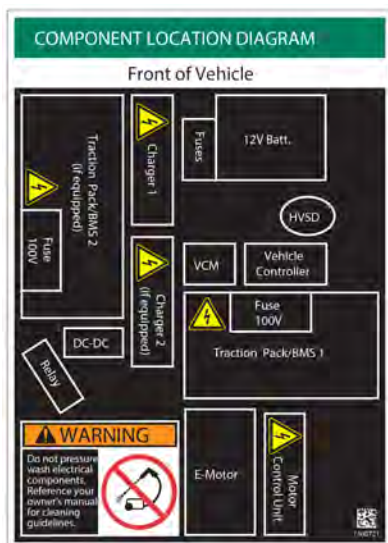 COMPONENT LOCATION DIAGRAM
Front of Vehicle
Traction Pack/BMS 2
(if equipped)
Fuse
100V
Charger 1
Fuses
12V Batt.
HVSD
Charger 2
(if equipped)
VCM
Vehicle
Controller
Fuse
100V
Traction Pack/BMS 1
DC-DC
Relay
WARNING
Do not pressure
wash electrical
components.
Reference your
owner's manual
for cleaning
guidelines.
E-Motor
Motor
Control Unit